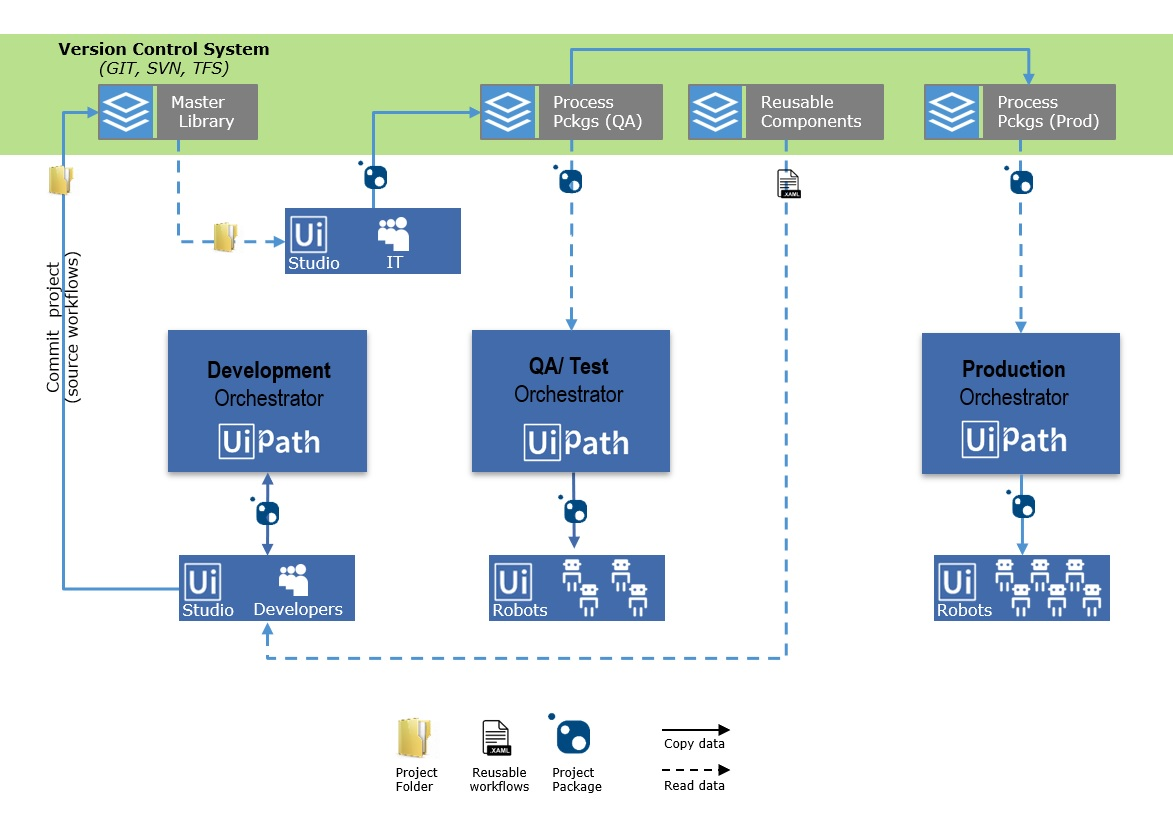 Version Control System
(GIT, SVN, TFS)
Master
Library
Process
Pckgs (QA)
Reusable
Components
Process
Pckgs (Prod)
.XAML
Ui
Studio
IT
Commit project
(source workflows)
Development
Orchestrator
UiPath
QA/ Test
Orchestrator
UiPath
Production
Orchestrator
UiPath
Ui
Studio
Developers
Ui
Robots
Ui
Robots
.XAML
Project
Folder
Reusable
workflows
Project
Package
Copy data
Read data